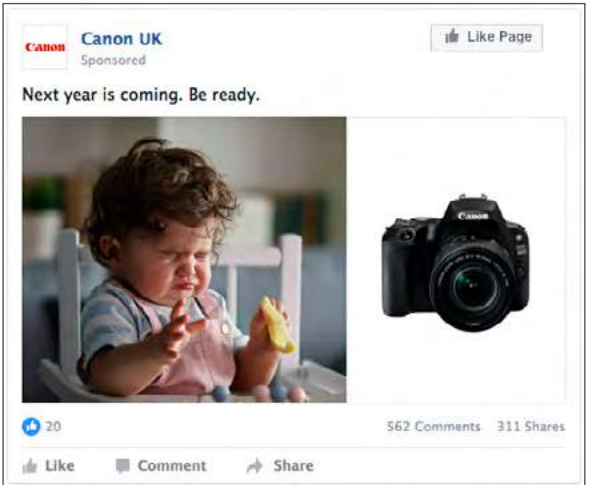 Canon
Canon UK
Sponsored
Like Page
Next year is coming. Be ready.
Canon
20
562 Comments 311 Shares
Like Comment Share